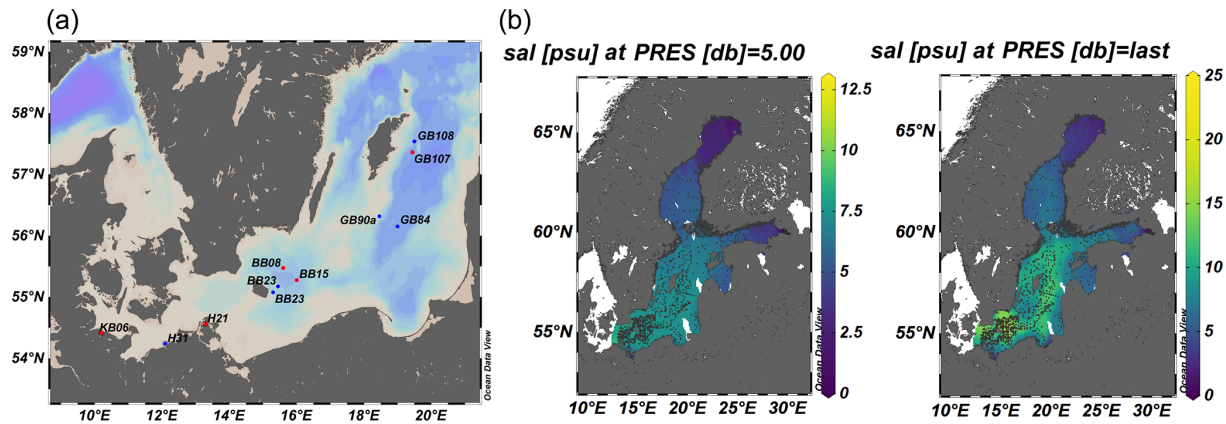 (a)
59°N
58°N
57°N
56°N
55°N
54°N
10°E 12°E 14°E 16°E 18°E 20°E
GB108
GB107
GB90a
GB84
BB08
BB15
BB23
BB23
H21
KB06
H31
Ocean Data View
(b)
sal [psu] at PRES [db]=5.00
65°N
60°N
55°N
10°E 15°E 20°E 25°E 30°E
Ocean Data View
12.5
10
7.5
5
2.5
0
sal [psu] at PRES [db]=last
65°N
60°N
55°N
10°E 15°E 20°E 25°E 30°E
Ocean Data View
25
20
15
10
5
0